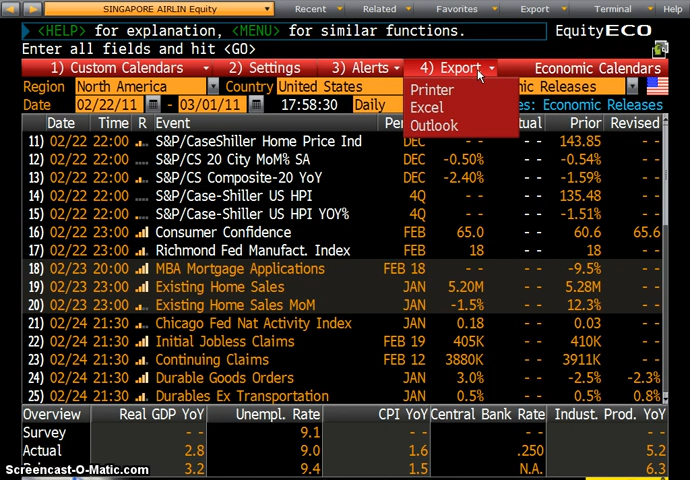 SINGAPORE AIRLIN Equity Recent Related Favorites Export Terminal Help
<HELP> for explanation, <MENU> for similar functions. EquityECO
Enter all fields and hit <GO>
1) Custom Calendars 2) Settings 3) Alerts 4) Export Economic Calendars
Region North America Country United States Releases
Date 02/22/11 - 03/01/11 17:58:30 Daily es: Economic Releases
Printer
Excel
Outlook
Date Time R Event Pe tual Prior Revised
11) 02/22 22:00 S&P/CaseShiller Home Price Ind DEC - - 143.85
12) 02/22 22:00 S&P/CS 20 City MoM% SA DEC -0.50% - - -0.54% - -
13) 02/22 22:00 S&P/CS Composite-20 YoY DEC -2.40% - - -1.59% - -
14) 02/22 22:00 S&P/Case-Shiller US HPI 4Q - - - - 135.48 - -
15) 02/22 22:00 S&P/Case-Shiller US HPI YOY% 4Q - - - - -1.51% - -
16) 02/22 23:00 Consumer Confidence FEB 65.0 - - 60.6 65.6
17) 02/22 23:00 Richmond Fed Manufact. Index FEB 18 - - 18 - -
18) 02/23 20:00 MBA Mortgage Applications FEB 18 - - - - -9.5% - -
19) 02/23 23:00 Existing Home Sales JAN 5.20M - - 5.28M - -
20) 02/23 23:00 Existing Home Sales MoM JAN -1.5% - - 12.3% - -
21) 02/24 21:30 Chicago Fed Nat Activity Index JAN 0.18 - - 0.03 - -
22) 02/24 21:30 Initial Jobless Claims FEB 19 405K - - 410K - -
23) 02/24 21:30 Continuing Claims FEB 12 3880K - - 3911K - -
24) 02/24 21:30 Durable Goods Orders JAN 3.0% - - -2.5% -2.3%
25) 02/24 21:30 Durables Ex Transportation JAN 0.5% - - 0.5% 0.8%
Overview Real GDP YoY Unempl. Rate CPI YoY Central Bank Rate Indust. Prod. YoY
Survey - - 9.1 - - - - - -
Actual 2.8 9.0 1.6 .250 5.2
3.2 9.4 1.5 N.A. 6.3
Screencast-O-Matic.com